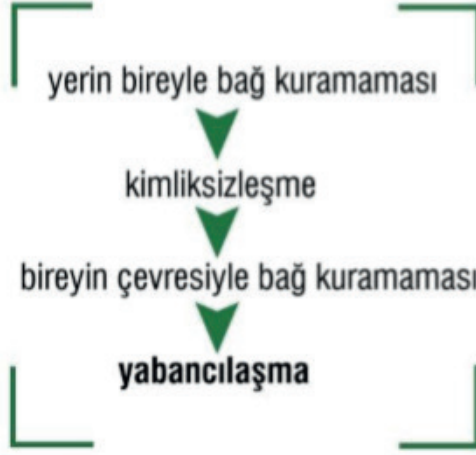 yerin bireyle bağ kuramaması
kimliksizleşme
bireyin çevresiyle bağ kuramaması
yabancılaşma